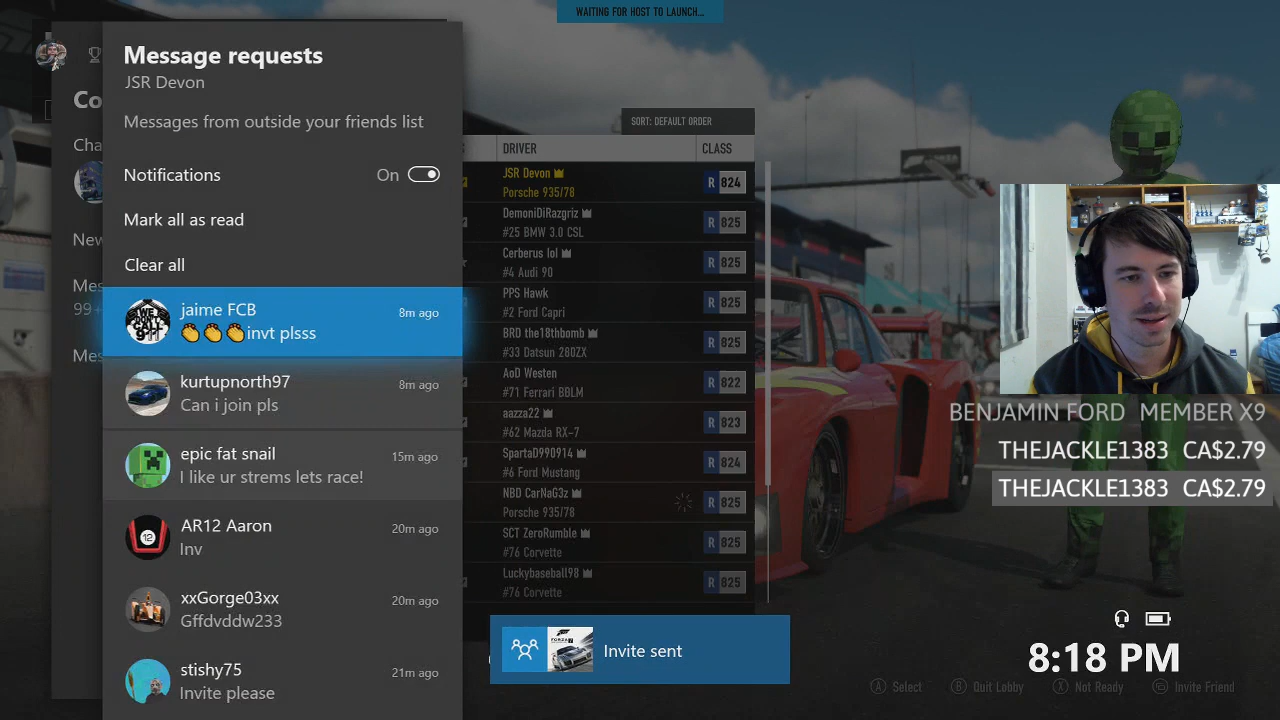 WAITING FOR HOST TO LAUNCH...
Message requests
JSR Devon
Messages from outside your friends list
Notifications On
Mark all as read
Clear all
jaime FCB 8m ago
👏 👏 👏invt plsss
kurtupnorth97 8m ago
Can i join pls
epic fat snail 15m ago
I like ur strems lets race!
AR12 Aaron 20m ago
12
Inv
xxGorge03xx 20m ago
Gffdvddw233
stishy75 21m ago
Invite please
Co
Cha
New
Mes
99+
Mes
SORT: DEFAULT ORDER
DRIVER CLASS
JSR Devon R 824
Porsche 935/78
DemoniDiRazgriz R 825
#25 BMW 3.0 CSL
Cerberus lol R 825
#4 Audi 90
PPS Hawk R 825
#2 Ford Capri
BRD the18thbomb R 825
#33 Datsun 280ZX
AoD Westen R 822
#71 Ferrari BBLM
aazza22 R 823
#62 Mazda RX-7
SpartaD990914 R 824
#6 Ford Mustang
NBD CarNaG3z R 825
Porsche 935/78
SCT ZeroRumble R 825
#76 Corvette
Luckybaseball98 R 825
#76 Corvette
Invite sent
BENJAMIN FORD MEMBER X9
THEJACKLE1383 CA$2.79
THEJACKLE1383 CA$2.79
8:18 PM
A Select B Quit Lobby X Not Ready Invite Friend